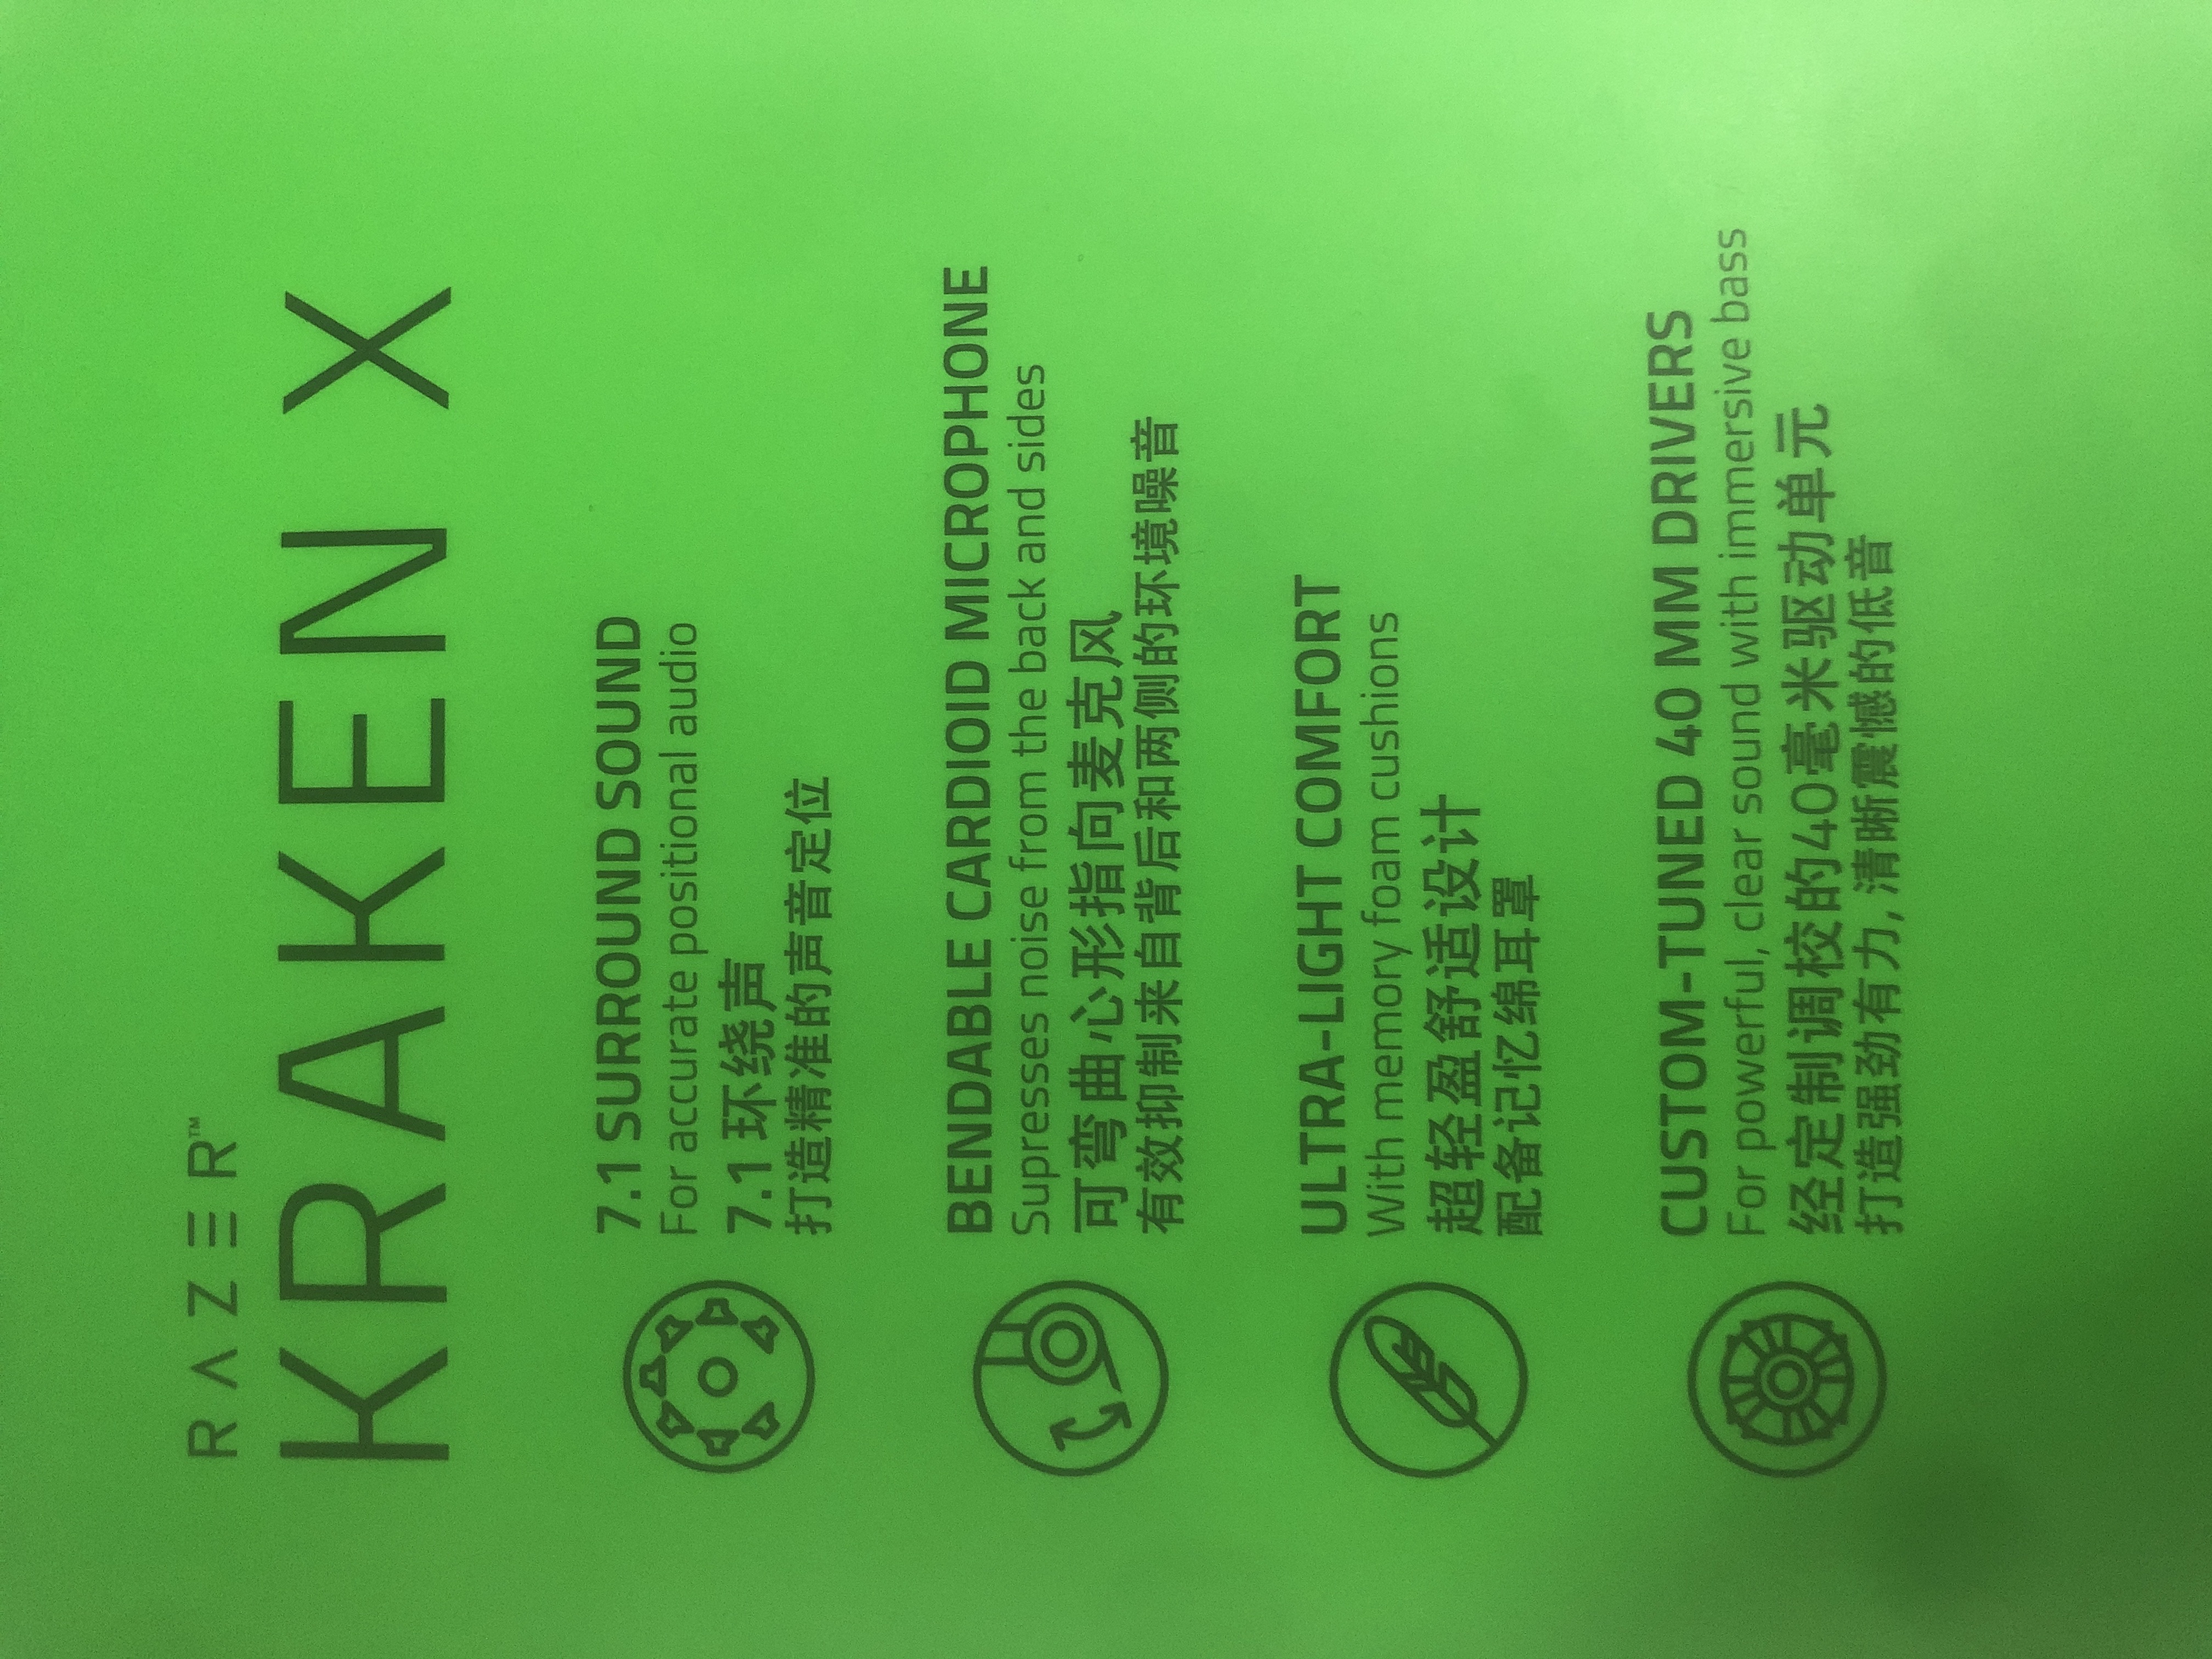 RAZER™
KRAKEN X
7.1 SURROUND SOUND
For accurate positional audio
7.1 环绕声
打造精准的声音定位
BENDABLE CARDIOID MICROPHONE
Supresses noise from the back and sides
可弯曲心形指向麦克风
有效抑制来自背后和两侧的环境噪音
ULTRA-LIGHT COMFORT
With memory foam cushions
超轻盈舒适设计
配备记忆绵耳罩
CUSTOM-TUNED 40 MM DRIVERS
For powerful, clear sound with immersive bass
经定制调校的40毫米驱动单元
打造强劲有力, 清晰震憾的低音